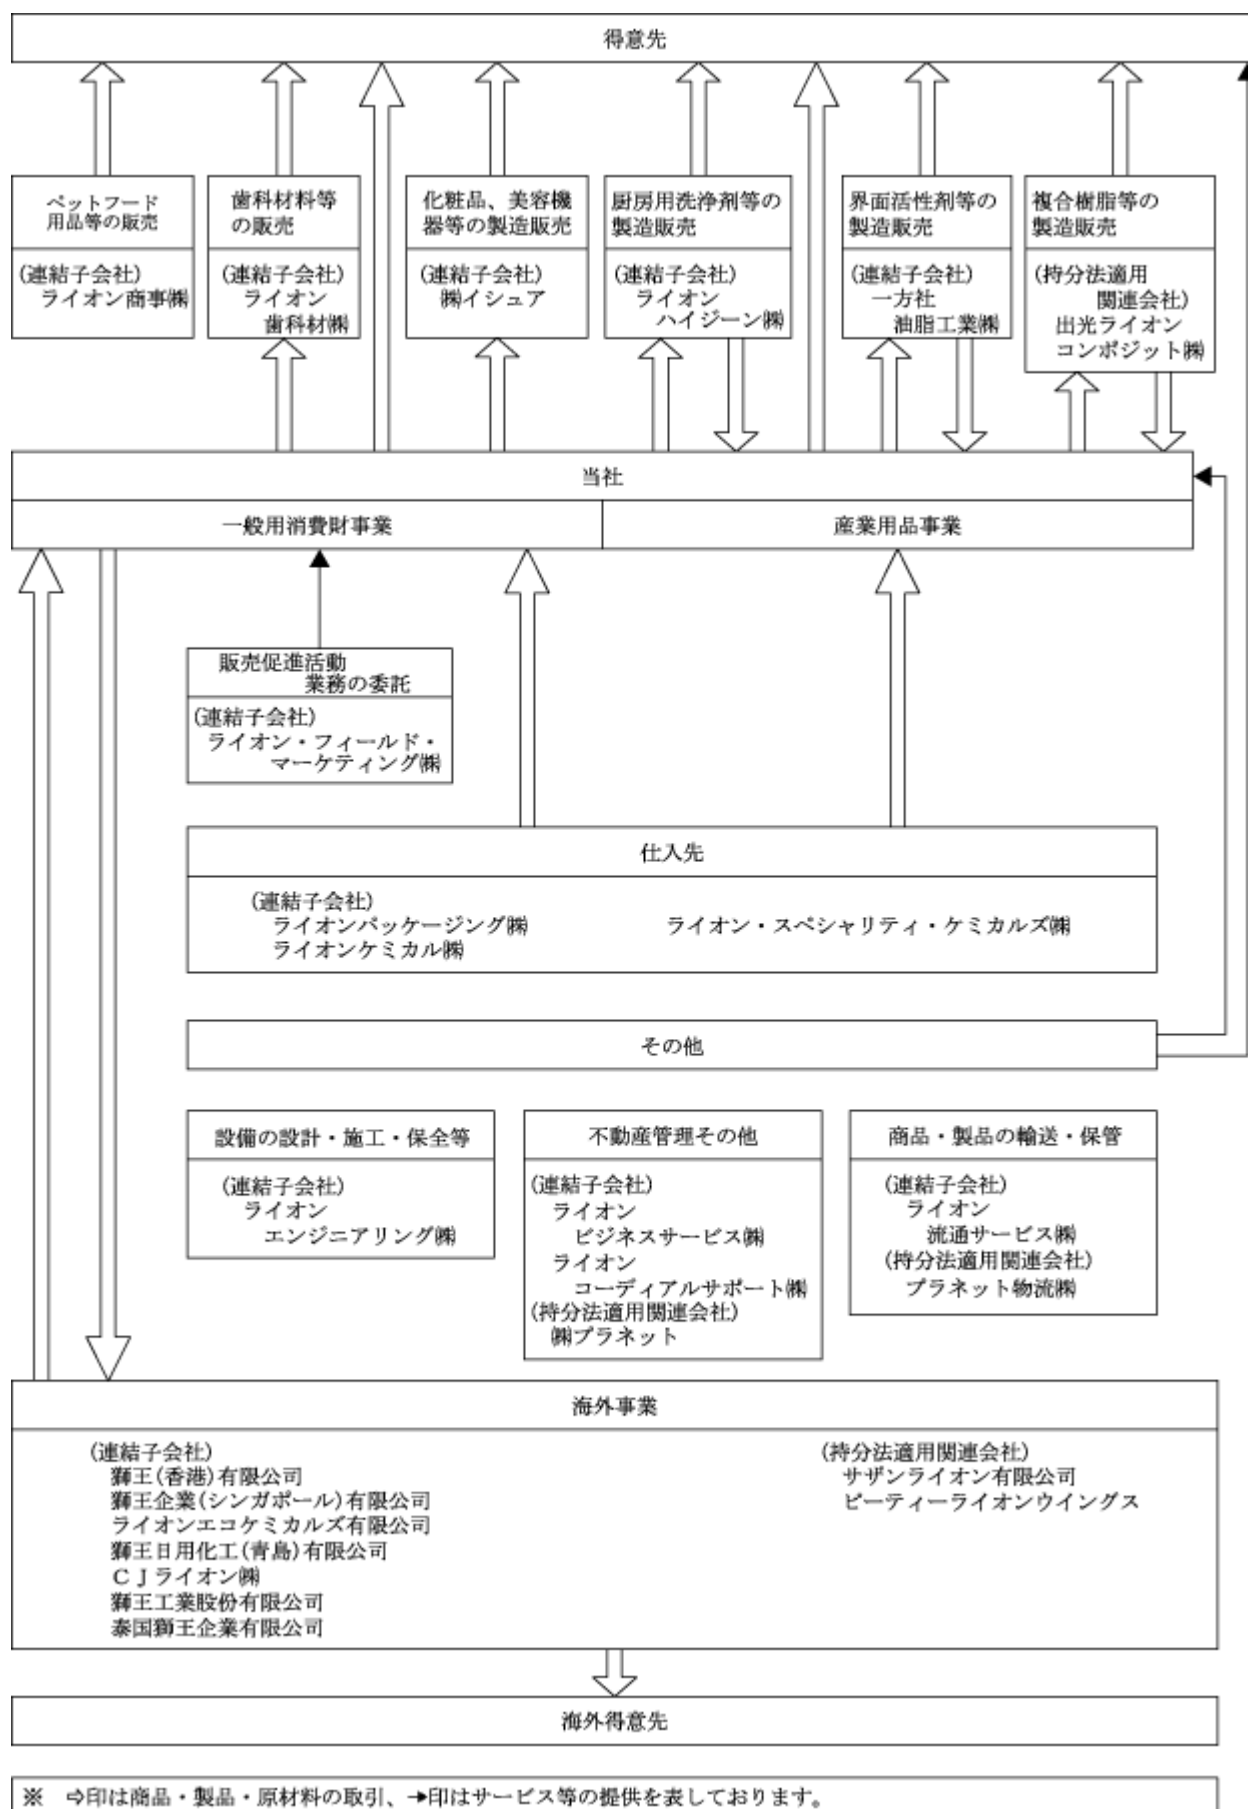 得意先
ペットフード
用品等の販売
(連結子会社)
ライオン商事㈱
歯科材料等
の販売
(連結子会社)
ライオン
歯科材㈱
化粧品、美容機
器等の製造販売
(連結子会社)
㈱イシュア
厨房用洗浄剤等の
製造販売
(連結子会社)
ライオン
ハイジーン㈱
界面活性剤等の
製造販売
(連結子会社)
一方社
油脂工業㈱
複合樹脂等の
製造販売
(持分法適用
関連会社)
出光ライオン
コンポジット㈱
当社
一般用消費財事業
産業用品事業
販売促進活動
業務の委託
(連結子会社)
ライオン・フィールド・
マーケティング㈱
仕入先
(連結子会社)
ライオンパッケージング㈱
ライオンケミカル㈱
ライオン・スペシャリティ・ケミカルズ㈱
その他
設備の設計・施工・保全等
(連結子会社)
ライオン
エンジニアリング㈱
不動産管理その他
(連結子会社)
ライオン
ビジネスサービス㈱
ライオン
コーディアルサポート㈱
(持分法適用関連会社)
㈱プラネット
商品・製品の輸送・保管
(連結子会社)
ライオン
流通サービス㈱
(持分法適用関連会社)
プラネット物流㈱
海外事業
(連結子会社)
獅王(香港)有限公司
獅王企業(シンガポール)有限公司
ライオンエコケミカルズ有限公司
獅王日用化工(青島)有限公司
ＣＪライオン㈱
獅王工業股份有限公司
泰国獅王企業有限公司
(持分法適用関連会社)
サザンライオン有限公司
ピーティーライオンウイングス
海外得意先
※　⇨印は商品・製品・原材料の取引、→印はサービス等の提供を表しております。